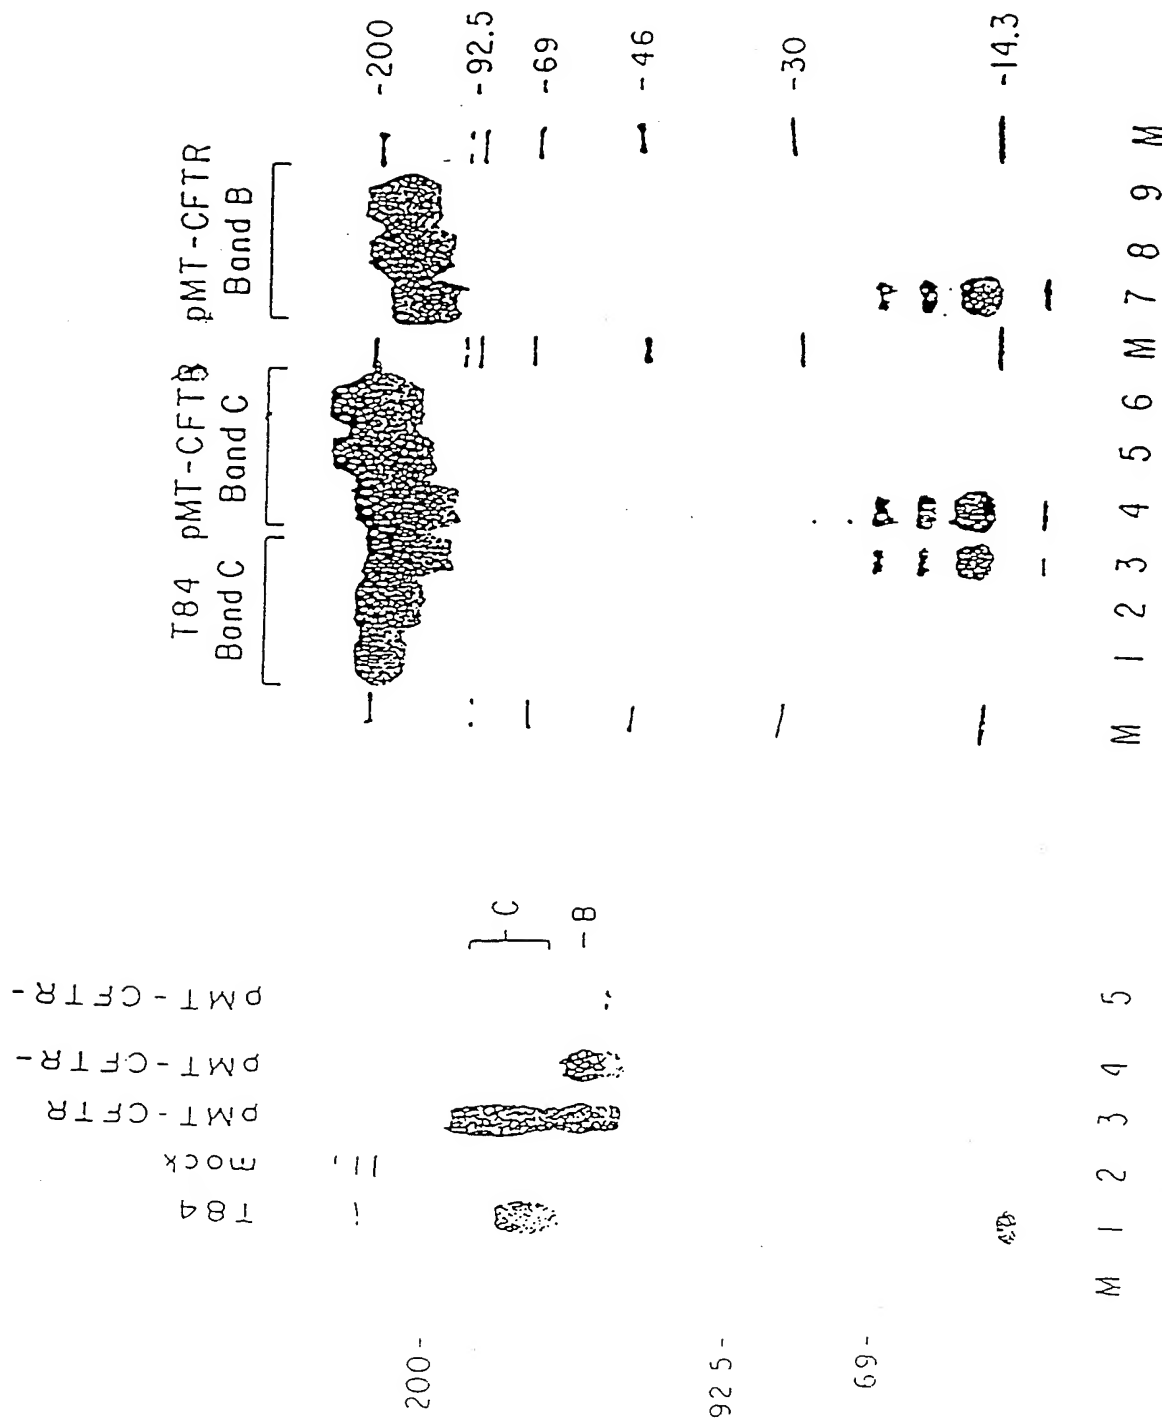 T84
Band C
pMT-CFTR
Band C
pMT-CFTR
Band B
-200
-92.5
-69
-46
-30
-14.3
M 1 2 3 4 5 6 M 7 8 9 M
T84
mock
pMT-CFTR
pMT-CFTR-
pMT-CFTR-
C
-B
200-
92 5-
69-
M 1 2 3 4 5